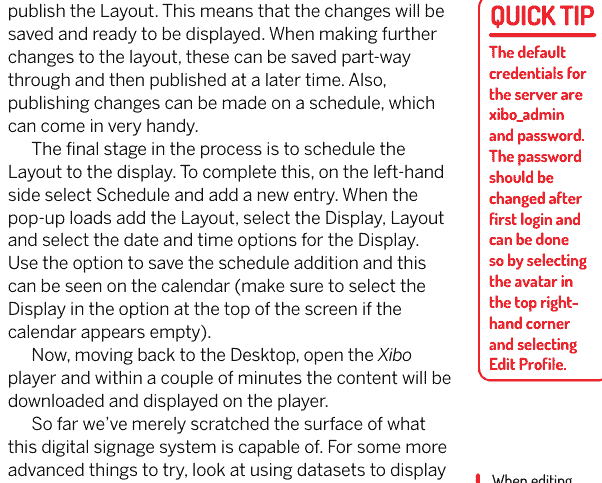 publish the Layout. This means that the changes will be
saved and ready to be displayed. When making further
changes to the layout, these can be saved part-way
through and then published at a later time. Also,
publishing changes can be made on a schedule, which
can come in very handy.
The final stage in the process is to schedule the
Layout to the display. To complete this, on the left-hand
side select Schedule and add a new entry. When the
pop-up loads add the Layout, select the Display, Layout
and select the date and time options for the Display.
Use the option to save the schedule addition and this
can be seen on the calendar (make sure to select the
Display in the option at the top of the screen if the
calendar appears empty).
Now, moving back to the Desktop, open the Xibo
player and within a couple of minutes the content will be
downloaded and displayed on the player.
So far we’ve merely scratched the surface of what
this digital signage system is capable of. For some more
advanced things to try, look at using datasets to display
QUICK TIP
The default
credentials for
the server are
xibo_admin
and password.
The password
should be
changed after
first login and
can be done
so by selecting
the avatar in
the top right-
hand corner
and selecting
Edit Profile.
When editing